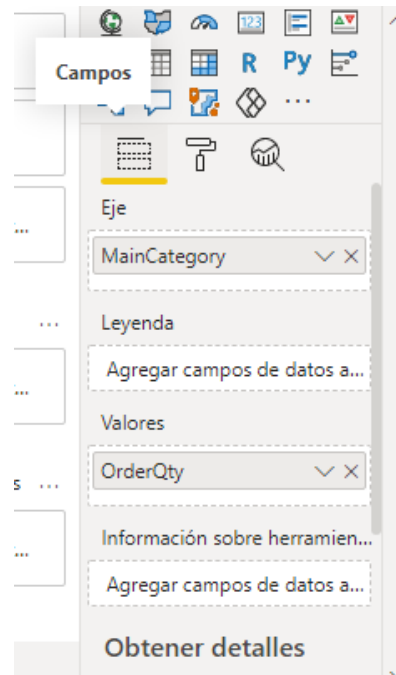 123
Campos
R Py
...
Eje
MainCategory
...
...
Leyenda
Agregar campos de datos a...
...
Valores
s ...
OrderQty
Información sobre herramien...
...
Agregar campos de datos a...
Obtener detalles